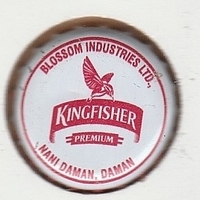 BLOSSOM INDUSTRIES LTD.,
KINGFISHER
PREMIUM
NANI DAMAN, DAMAN